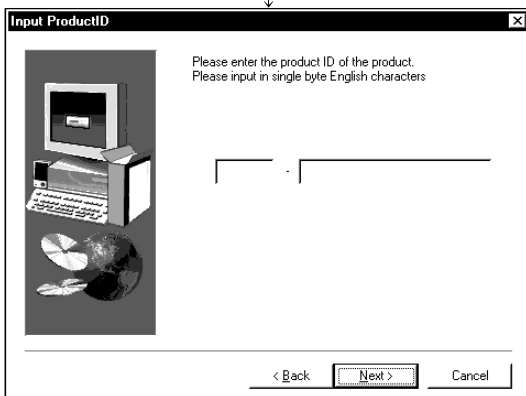 Input ProductID
Please enter the product ID of the product.
Please input in single byte English characters
-
< Back
Next >
Cancel